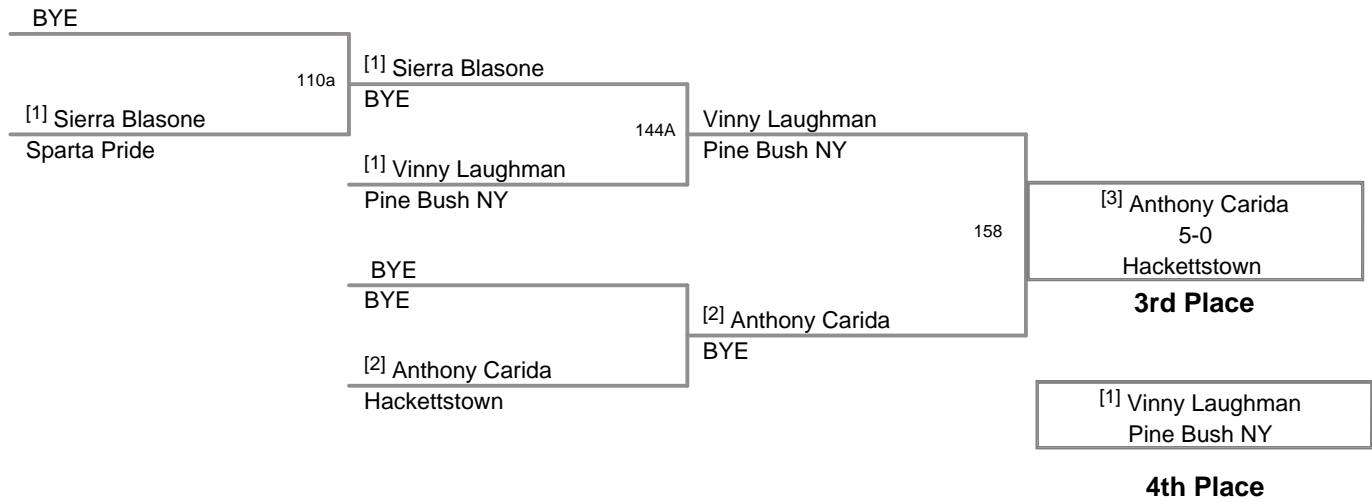 BYE
110a
[1] Sierra Blasone
Sparta Pride
[1] Sierra Blasone
BYE
144A
[1] Vinny Laughman
Pine Bush NY
Vinny Laughman
Pine Bush NY
158
BYE
BYE
[2] Anthony Carida
Hackettstown
[2] Anthony Carida
BYE
[3] Anthony Carida
5-0
Hackettstown
3rd Place
[1] Vinny Laughman
Pine Bush NY
4th Place